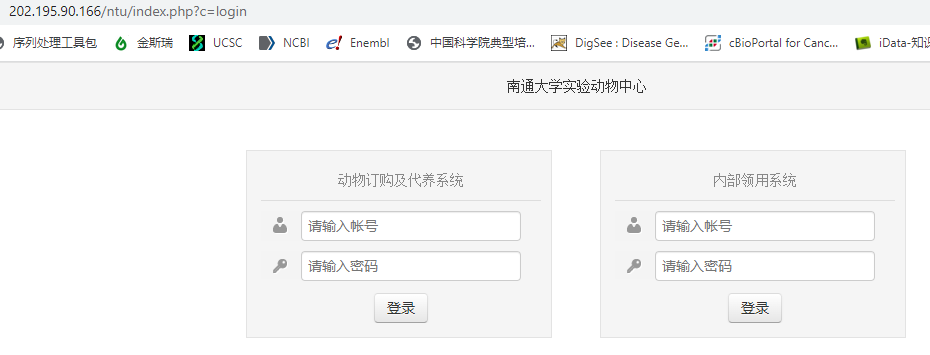 202.195.90.166/ntu/index.php?c=login
序列处理工具包 金斯瑞 UCSC NCBI Enembl 中国科学院典型培... DigSee : Disease Ge... cBioPortal for Canc... iData-知识
南通大学实验动物中心
动物订购及代养系统
请输入帐号
请输入密码
登录
内部领用系统
请输入帐号
请输入密码
登录